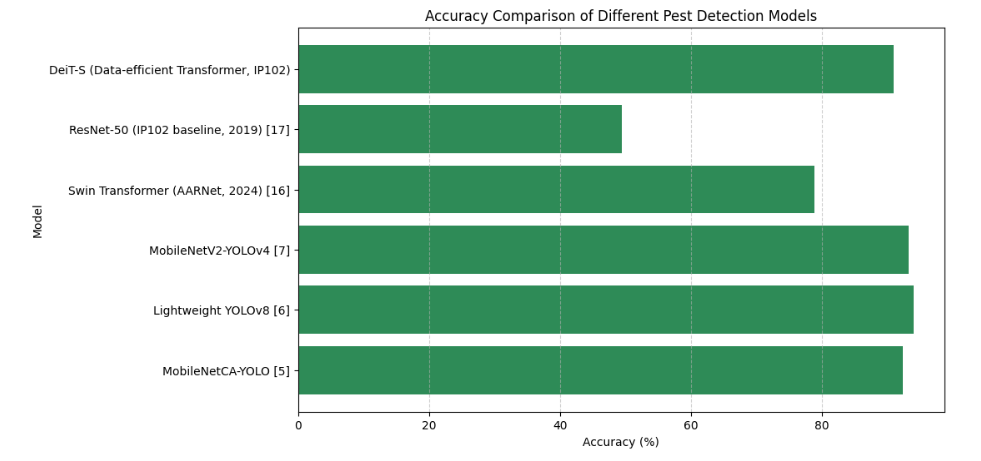 Accuracy Comparison of Different Pest Detection Models
DeiT-S (Data-efficient Transformer, IP102)
ResNet-50 (IP102 baseline, 2019) [17]
Swin Transformer (AARNet, 2024) [16]
MobileNetV2-YOLOv4 [7]
Lightweight YOLOv8 [6]
MobileNetCA-YOLO [5]
Model
0 20 40 60 80
Accuracy (%)